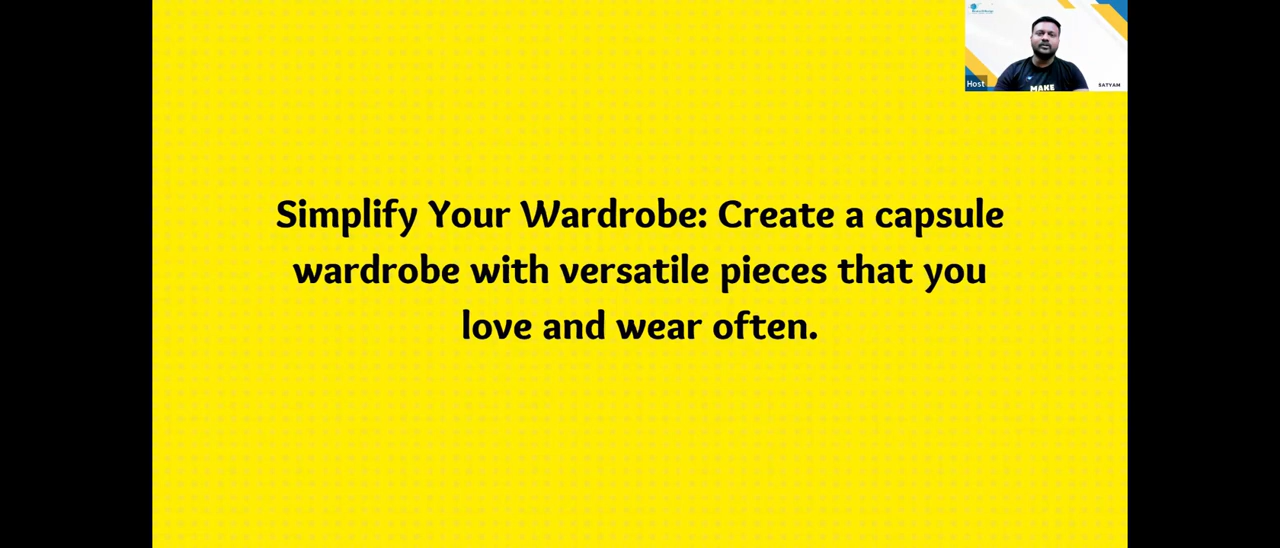 Host
MAKE
SATYAM
Simplify Your Wardrobe: Create a capsule
wardrobe with versatile pieces that you
love and wear often.